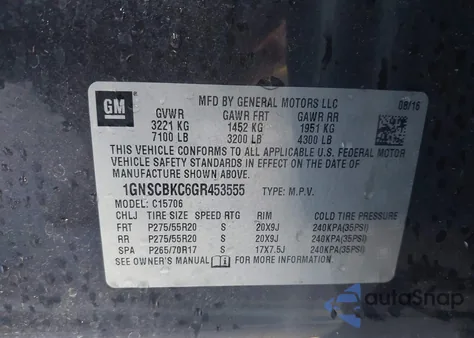 GM
MFD BY GENERAL MOTORS LLC
08/16
GVWR GAWR FRT GAWR RR
3221 KG 1452 KG 1951 KG
7100 LB 3200 LB 4300 LB
THIS VEHICLE CONFORMS TO ALL APPLICABLE U.S. FEDERAL MOTOR
VEHICLE SAFETY AND THEFT PREVENTION STANDARDS IN EFFECT ON THE DATE OF
MANUFACTURE SHOWN ABOVE.
1GNSCBKC6GR453555 TYPE: M.P.V.
MODEL: C15706
CHLJ TIRE SIZE SPEED RTG RIM COLD TIRE PRESSURE
FRT P275/55R20 S 20X9J 240KPA(35PSI)
RR P275/55R20 S 20X9J 240KPA(35PSI)
SPA P265/70R17 S 17X7.5J 240KPA(35PSI)
SEE OWNER'S MANUAL FOR MORE INFORMATION.
autoSnap